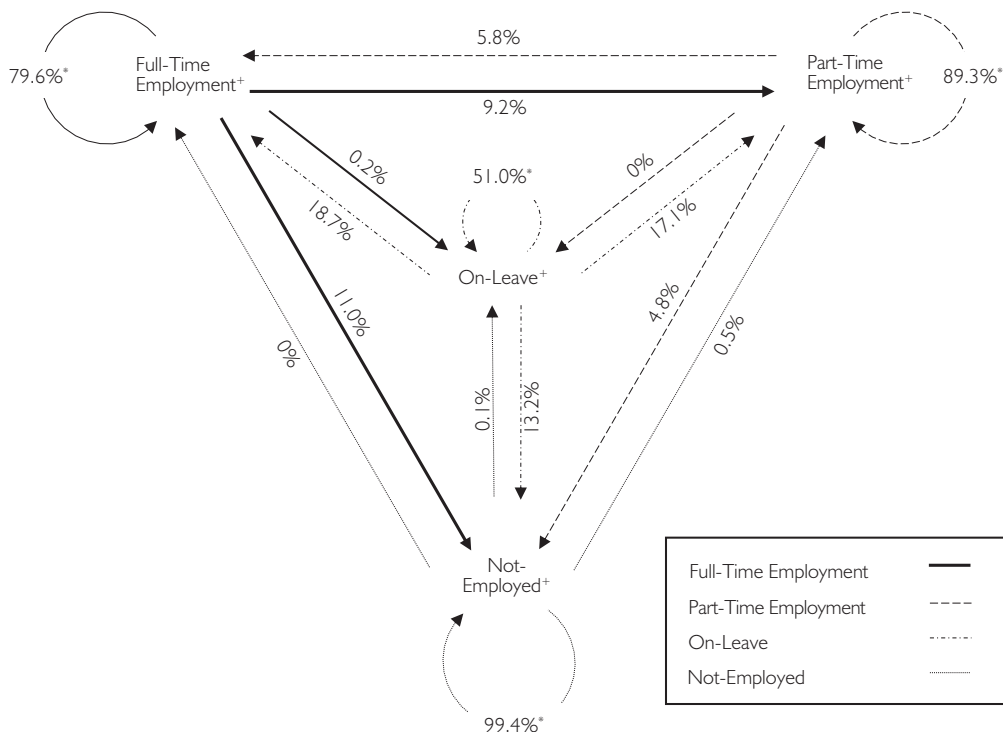 5.8%
79.6%*
Full-Time
Employment+
Part-Time
Employment+
89.3%*
9.2%
0.2%
18.7%
51.0%*
0%
17.1%
On-Leave+
11.0%
0%
0.1%
13.2%
4.8%
0.5%
Not-
Employed+
99.4%*
Full-Time Employment
Part-Time Employment
On-Leave
Not-Employed